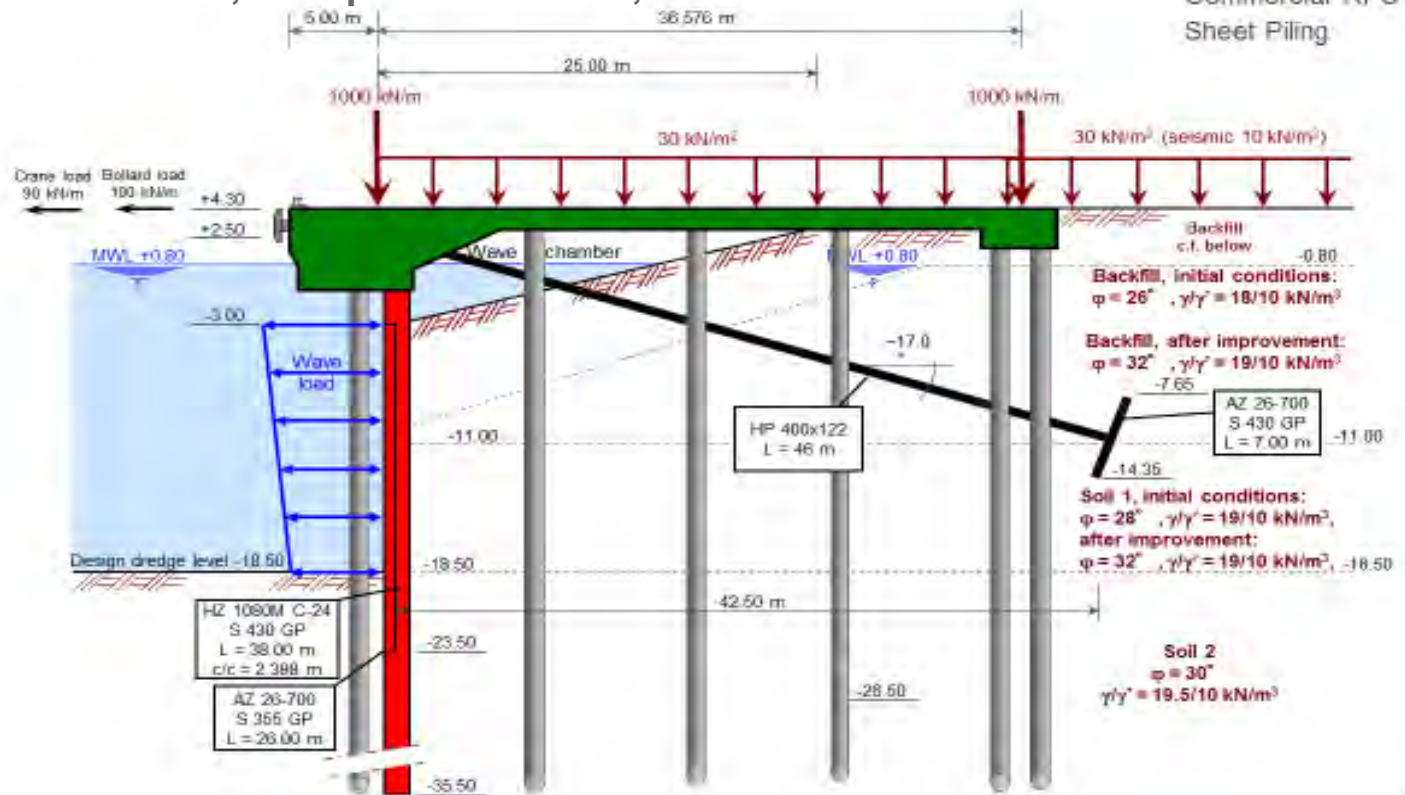 Sheet Piling
5.00 m
36.576 m
25.00 m
1000 kN/m
1000 kN/m
30 kN/m²
30 kN/m² (seismic 10 kN/m²)
Crane load
90 kN/m
Bollard load
100 kN/m
+4.30
+2.50
MWL +0.80
Wave chamber
MWL +0.80
Backfill
c.f. below
-0.80
Backfill, initial conditions:
φ = 26° , γ/γ' = 18/10 kN/m³
-3.00
Wave
load
Backfill, after improvement:
φ = 32° , γ/γ' = 19/10 kN/m³
~17.0
°
-7.65
AZ 26-700
S 430 GP
L = 7.00 m
HP 400x122
L = 46 m
-11.00
-11.00
-14.35
Soil 1, initial conditions:
φ = 28° , γ/γ' = 19/10 kN/m³,
after improvement:
φ = 32° , γ/γ' = 19/10 kN/m³,
Design dredge level -18.50
-18.50
-18.50
42.50 m
HZ 1080M C-24
S 430 GP
L = 38.00 m
c/c = 2.388 m
-23.50
Soil 2
φ = 30°
γ/γ' = 19.5/10 kN/m³
AZ 26-700
S 355 GP
L = 26.00 m
-28.50
-35.50